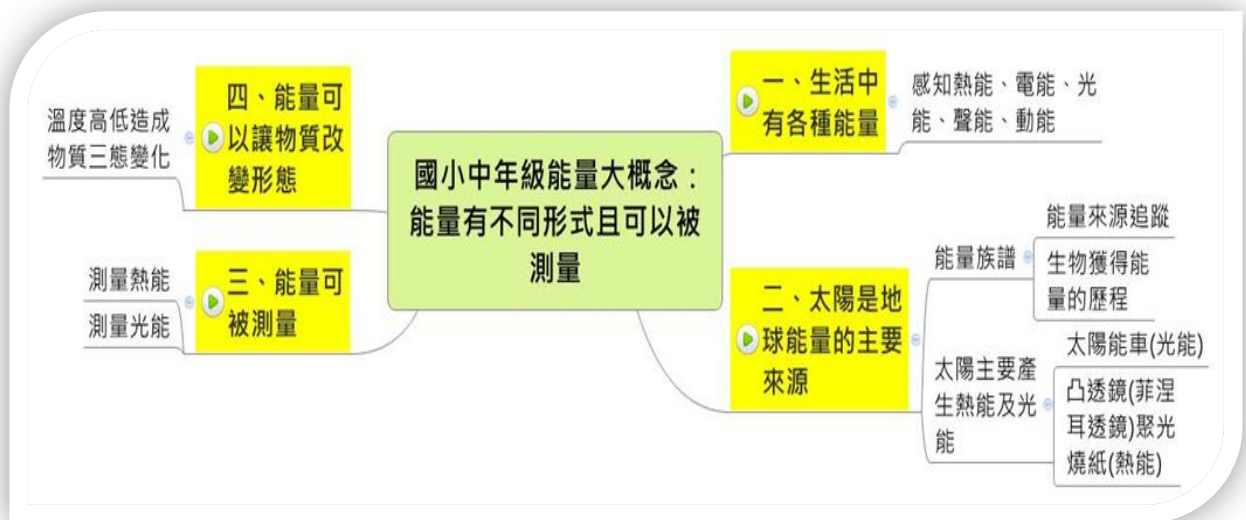 國小中年級能量大概念：
能量有不同形式且可以被
測量
一、生活中
有各種能量
感知熱能、電能、光
能、聲能、動能
二、太陽是地
球能量的主要
來源
能量族譜
能量來源追蹤
生物獲得能
量的歷程
太陽主要產
生熱能及光
能
太陽能車(光能)
凸透鏡(菲涅
耳透鏡)聚光
燒紙(熱能)
三、能量可
被測量
測量熱能
測量光能
四、能量可
以讓物質改
變形態
溫度高低造成
物質三態變化